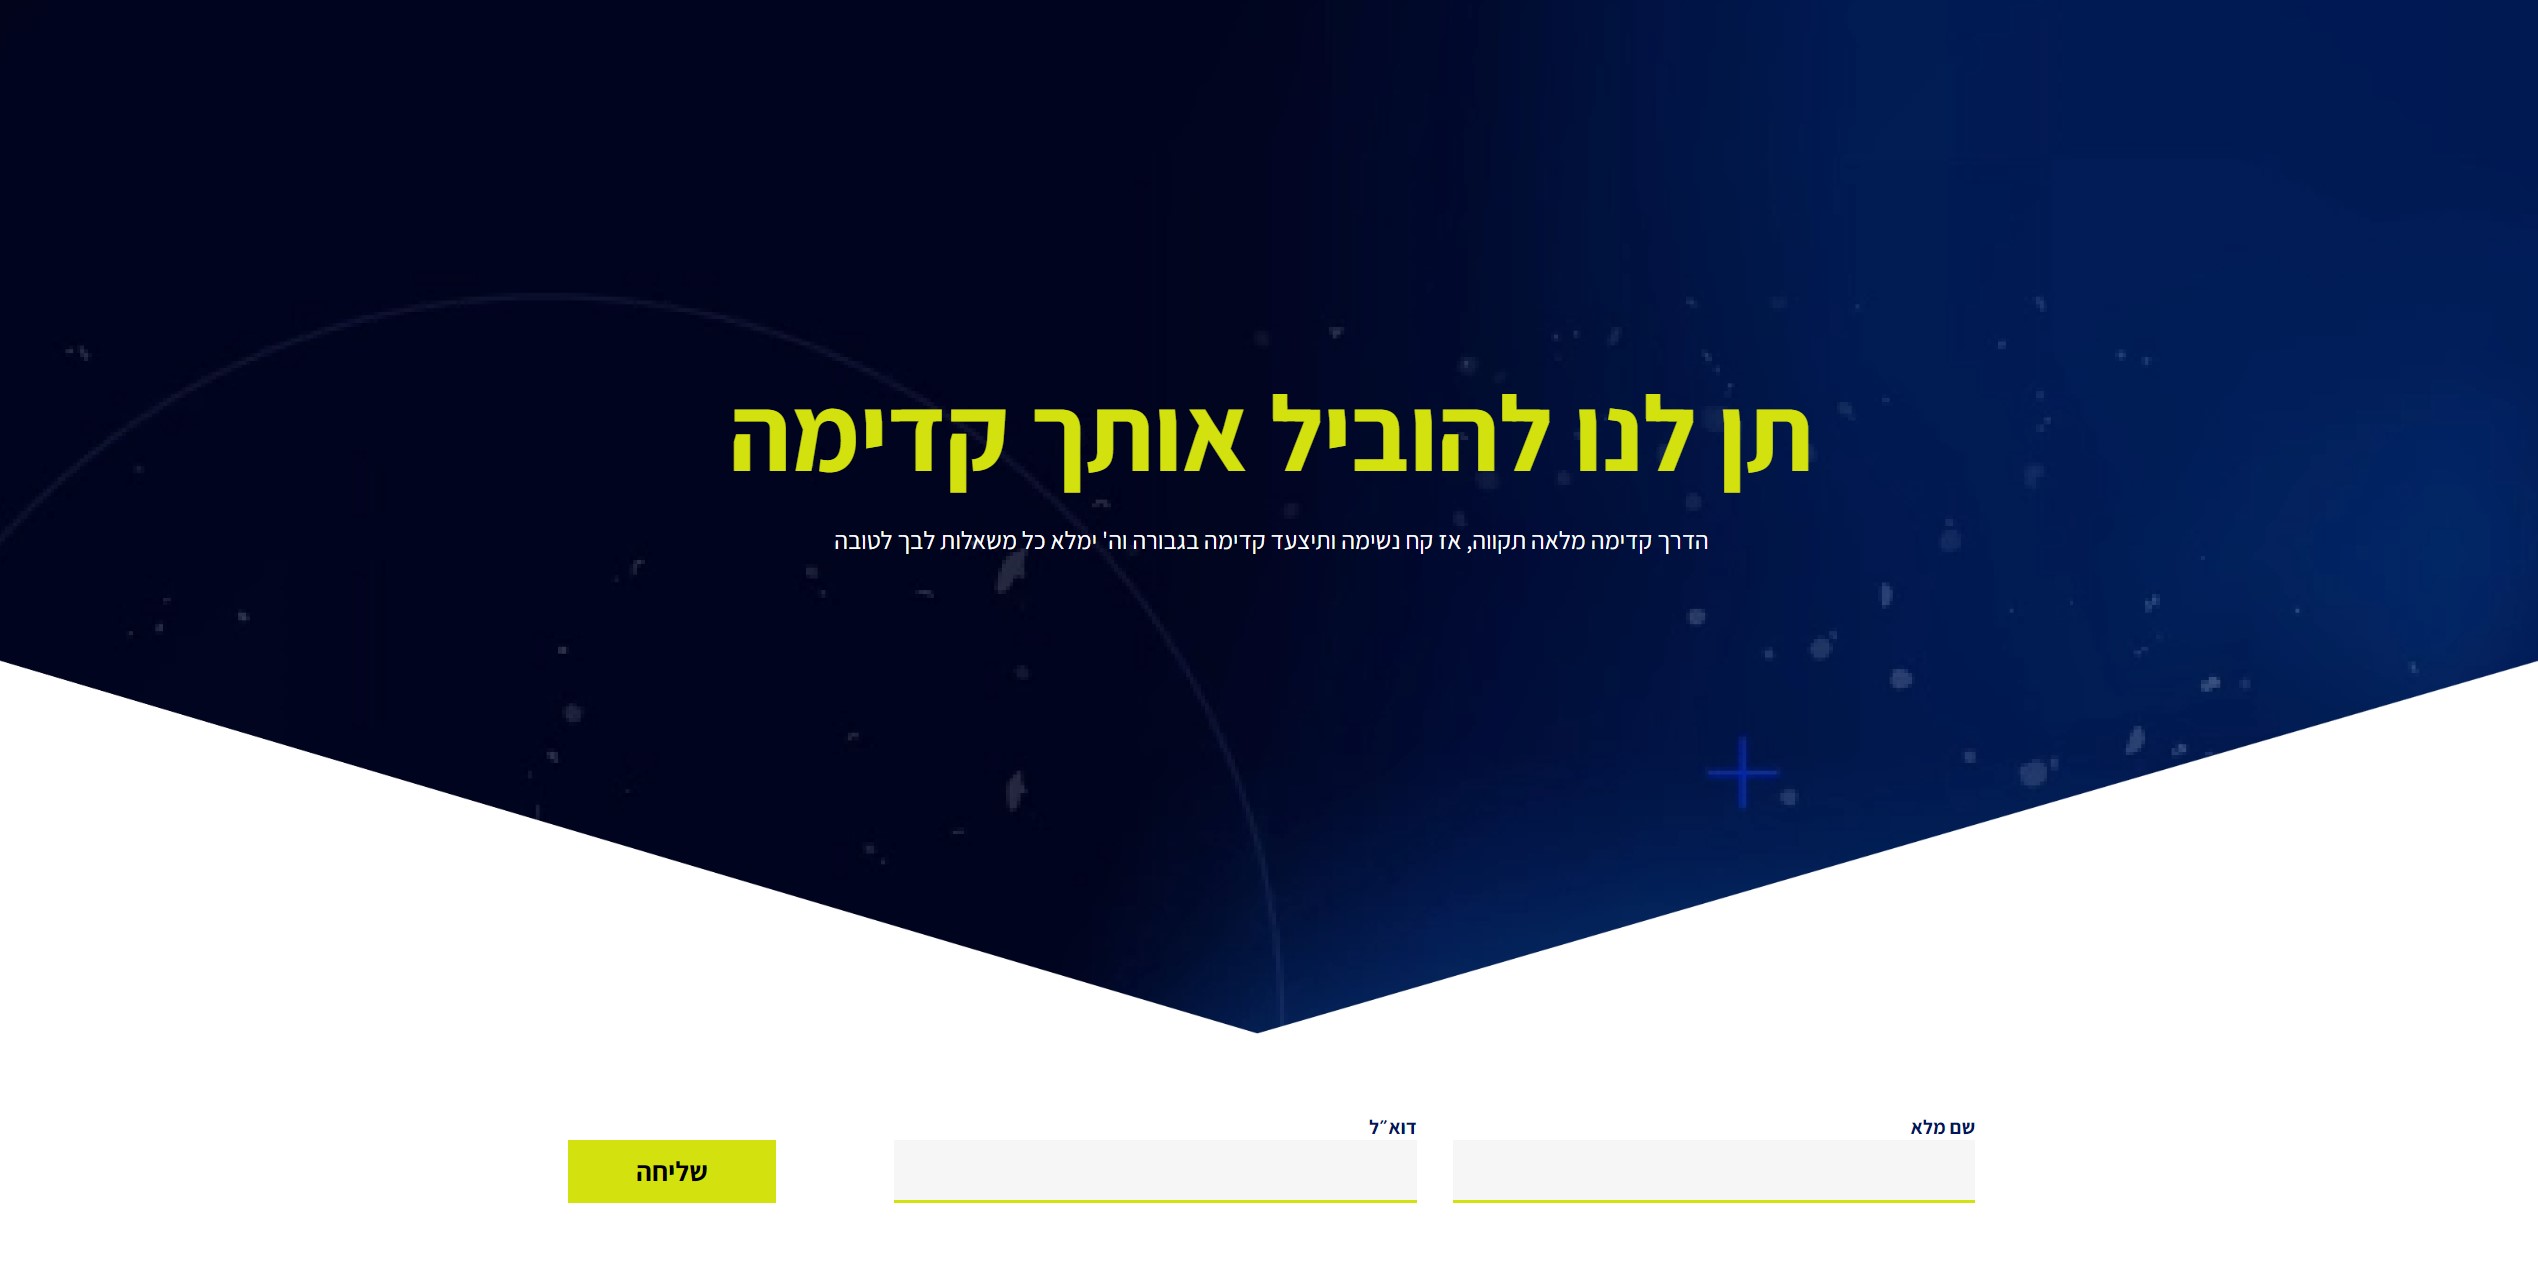 תן לנו להוביל אותך קדימה
הדרך קדימה מלאה תקווה, אז קח נשימה ותיצעד קדימה בגבורה וה' ימלא כל משאלות לבך לטובה
שם מלא
דוא״ל
שליחה